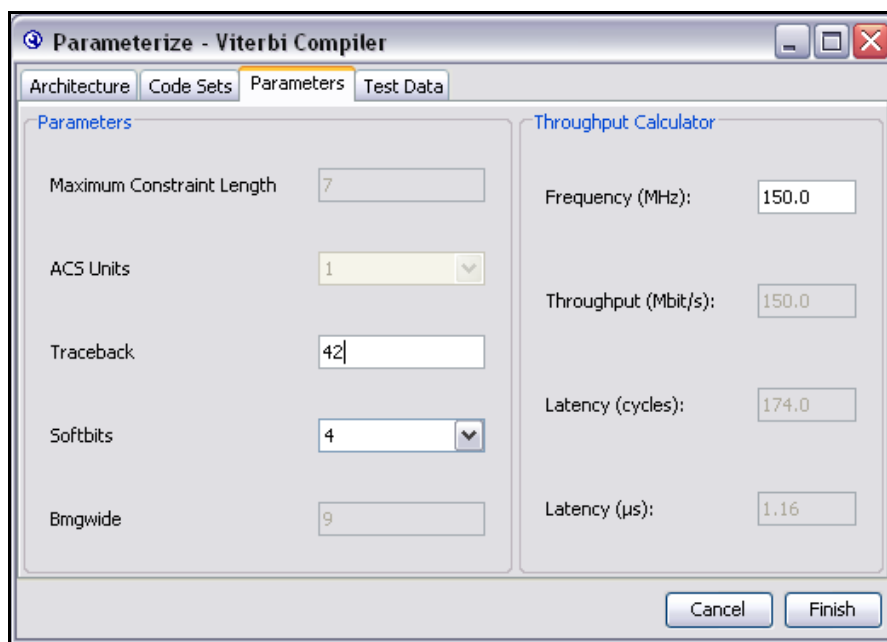 Parameterize - Viterbi Compiler
Architecture Code Sets Parameters Test Data
Parameters
Maximum Constraint Length 7
ACS Units 1
Traceback 42
Softbits 4
Bmgwide 9
Throughput Calculator
Frequency (MHz): 150.0
Throughput (Mbit/s): 150.0
Latency (cycles): 174.0
Latency (µs): 1.16
Cancel Finish